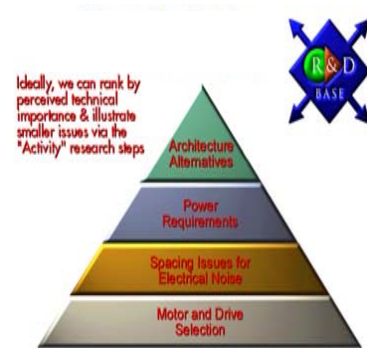 Ideally, we can rank by
perceived technical
importance & illustrate
smaller issues via the
"Activity" research steps
R&D
BASE
Architecture
Alternatives
Power
Requirements
Spacing Issues for
Electrical Noise
Motor and Drive
Selection